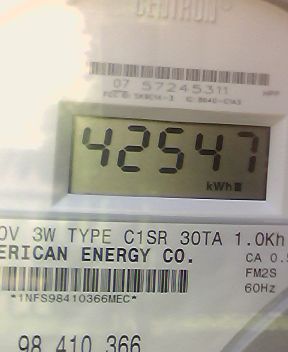 CENTRON
07 57245311
42547
kWh
0V 3W TYPE C1SR 30TA 1.0Kh
ERICAN ENERGY CO.
CA 0.5
FM2S
60Hz
*1NFS98410366MEC*
98 410 366